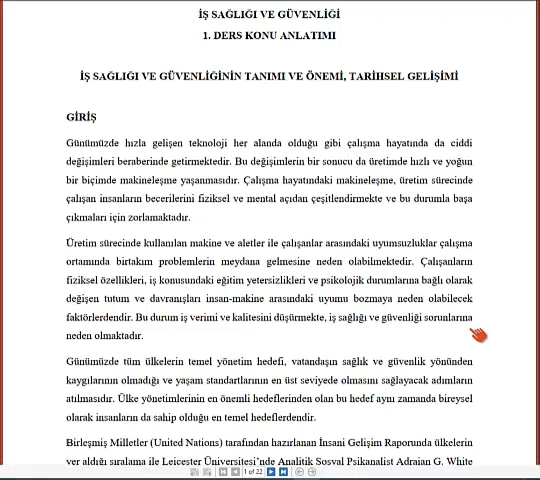 İŞ SAĞLIĞI VE GÜVENLİĞİ
1. DERS KONU ANLATIMI
İŞ SAĞLIĞI VE GÜVENLİĞİNİN TANIMI VE ÖNEMİ, TARİHSEL GELİŞİMİ
GİRİŞ
Günümüzde hızla gelişen teknoloji her alanda olduğu gibi çalışma hayatında da ciddi
değişimleri beraberinde getirmektedir. Bu değişimlerin bir sonucu da üretimde hızlı ve yoğun
bir biçimde makineleşme yaşanmasıdır. Çalışma hayatındaki makineleşme, üretim sürecinde
çalışan insanların becerilerini fiziksel ve mental açıdan çeşitlendirmekte ve bu durumla başa
çıkmaları için zorlamaktadır.
Üretim sürecinde kullanılan makine ve aletler ile çalışanlar arasındaki uyumsuzluklar çalışma
ortamında birtakım problemlerin meydana gelmesine neden olabilmektedir. Çalışanların
fiziksel özellikleri, iş konusundaki eğitim yetersizlikleri ve psikolojik durumlarına bağlı olarak
değişen tutum ve davranışları insan-makine arasındaki uyumu bozmaya neden olabilecek
faktörlerdendir. Bu durum iş verimi ve kalitesini düşürmekte, iş sağlığı ve güvenliği sorunlarına
neden olmaktadır.
Günümüzde tüm ülkelerin temel yönetim hedefi, vatandaşın sağlık ve güvenlik yönünden
kaygılarının olmadığı ve yaşam standartlarının en üst seviyede olmasını sağlayacak adımların
atılmasıdır. Ülke yönetimlerinin en önemli hedeflerinden olan bu hedef aynı zamanda bireysel
olarak insanların da sahip olduğu en temel hedeflerdendir.
Birleşmiş Milletler (United Nations) tarafından hazırlanan İnsani Gelişim Raporunda ülkelerin
yer aldığı sıralama ile Leicester Üniversitesi'nde Analitik Sosyal Psikanalist Adraian G. White
1 of 22